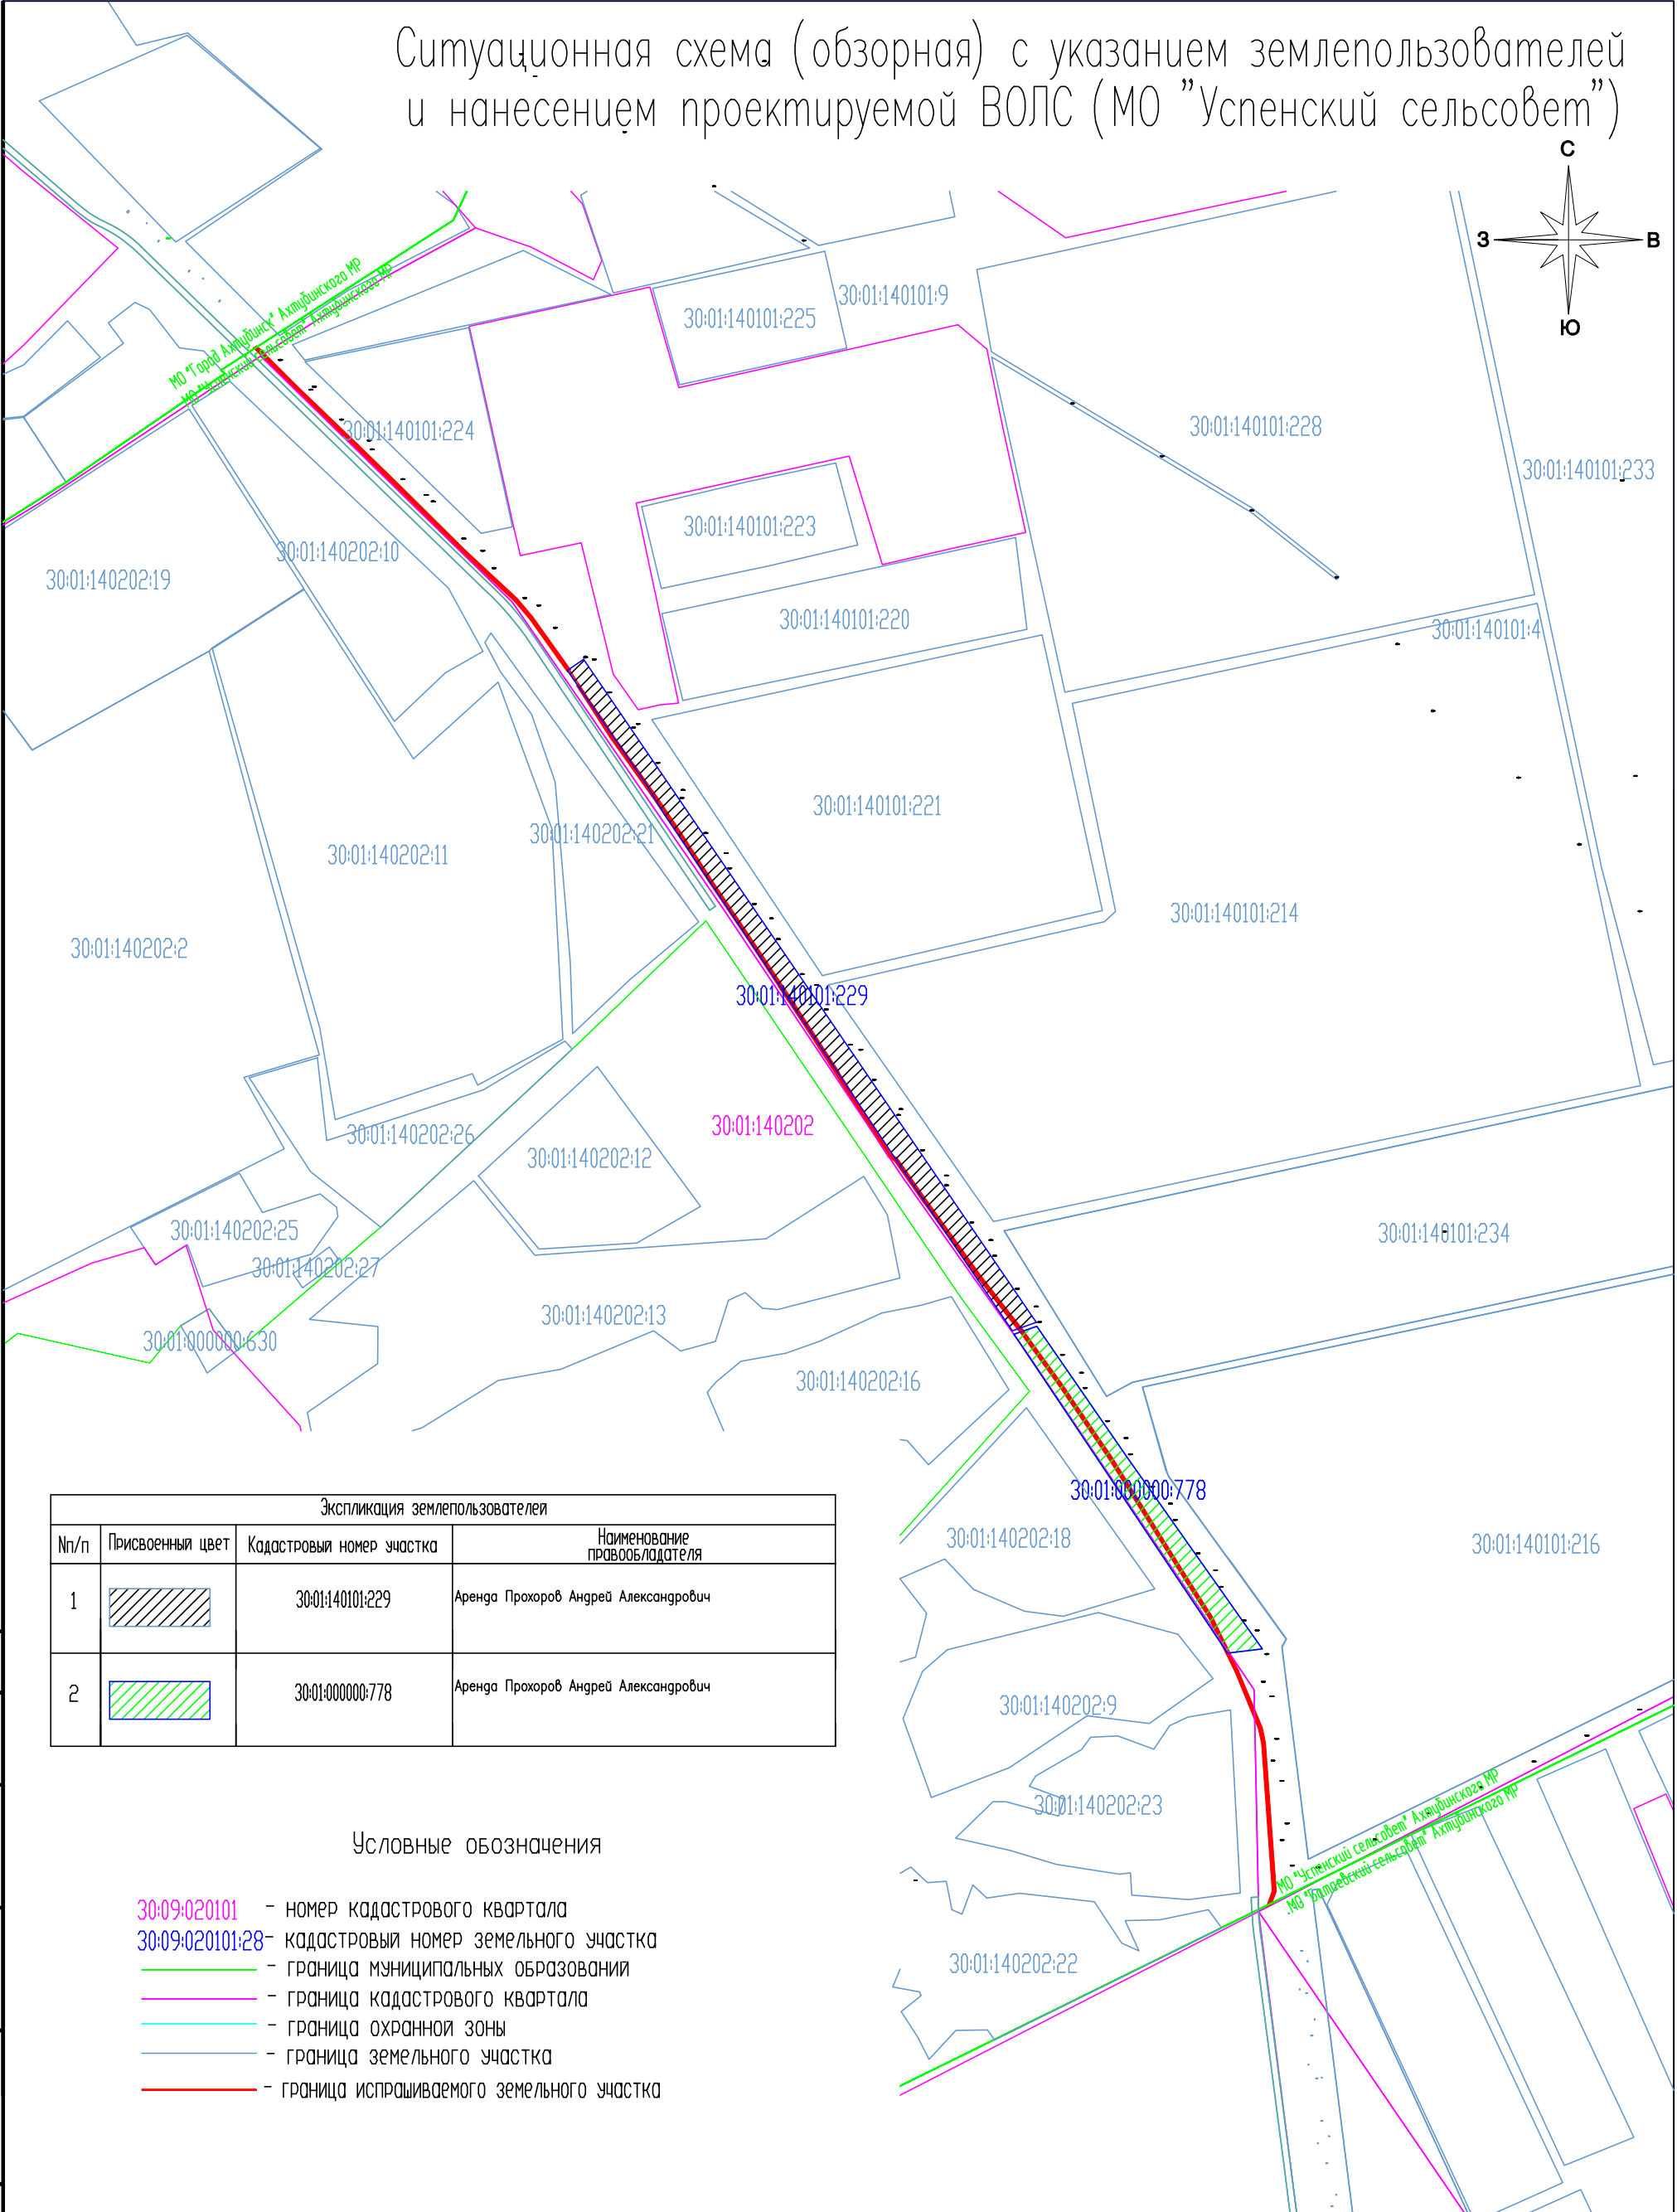 Ситуационная схема (обзорная) с указанием землепользователей
и нанесением проектируемой ВОЛС (МО "Успенский сельсовет")
С
З
В
Ю
МО "Город Ахтубинск" Ахтубинского МР
МО "Успенский сельсовет" Ахтубинского МР
30:01:140101:225
30:01:140101:9
30:01:140101:224
30:01:140101:228
30:01:140101:233
30:01:140101:223
30:01:140202:10
30:01:140202:19
30:01:140101:220
30:01:140101:4
30:01:140101:221
30:01:140202:21
30:01:140202:11
30:01:140101:214
30:01:140202:2
30:01:140101:229
30:01:140202
30:01:140202:26
30:01:140202:12
30:01:140202:25
30:01:140101:234
30:01:140202:27
30:01:140202:13
30:01:000000:630
30:01:140202:16
30:01:000000:778
30:01:140202:18
30:01:140101:216
Экспликация землепользователей
Nп/п
Присвоенный цвет
Кадастровый номер участка
Наименование
правообладателя
1
30:01:140101:229
Аренда Прохоров Андрей Александрович
2
30:01:000000:778
Аренда Прохоров Андрей Александрович
30:01:140202:9
30:01:140202:23
МО "Успенский сельсовет" Ахтубинского МР
МО "Батаевский сельсовет" Ахтубинского МР
30:01:140202:22
Условные обозначения
30:09:020101 - номер кадастрового квартала
30:09:020101:28 - кадастровый номер земельного участка
- граница муниципальных образований
- граница кадастрового квартала
- граница охранной зоны
- граница земельного участка
- граница испрашиваемого земельного участка